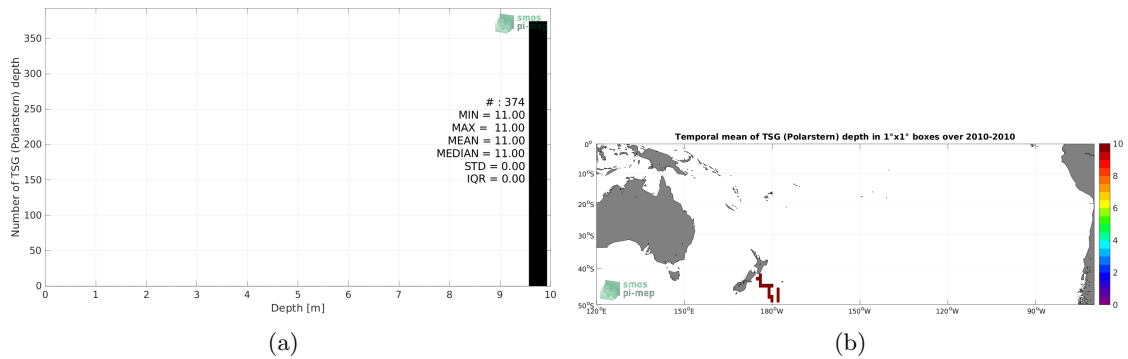 smos
pi-mep
Number of TSG (Polarstern) depth
350
300
250
200
150
100
50
0
# : 374
MIN = 11.00
MAX = 11.00
MEAN = 11.00
MEDIAN = 11.00
STD = 0.00
IQR = 0.00
0 1 2 3 4 5 6 7 8 9 10
Depth [m]
(a)
Temporal mean of TSG (Polarstern) depth in 1°x1° boxes over 2010-2010
0°
10°S
20°S
30°S
40°S
50°S
120°E 150°E 180°W 150°W 120°W 90°W
10
8
6
4
2
0
smos
pi-mep
(b)